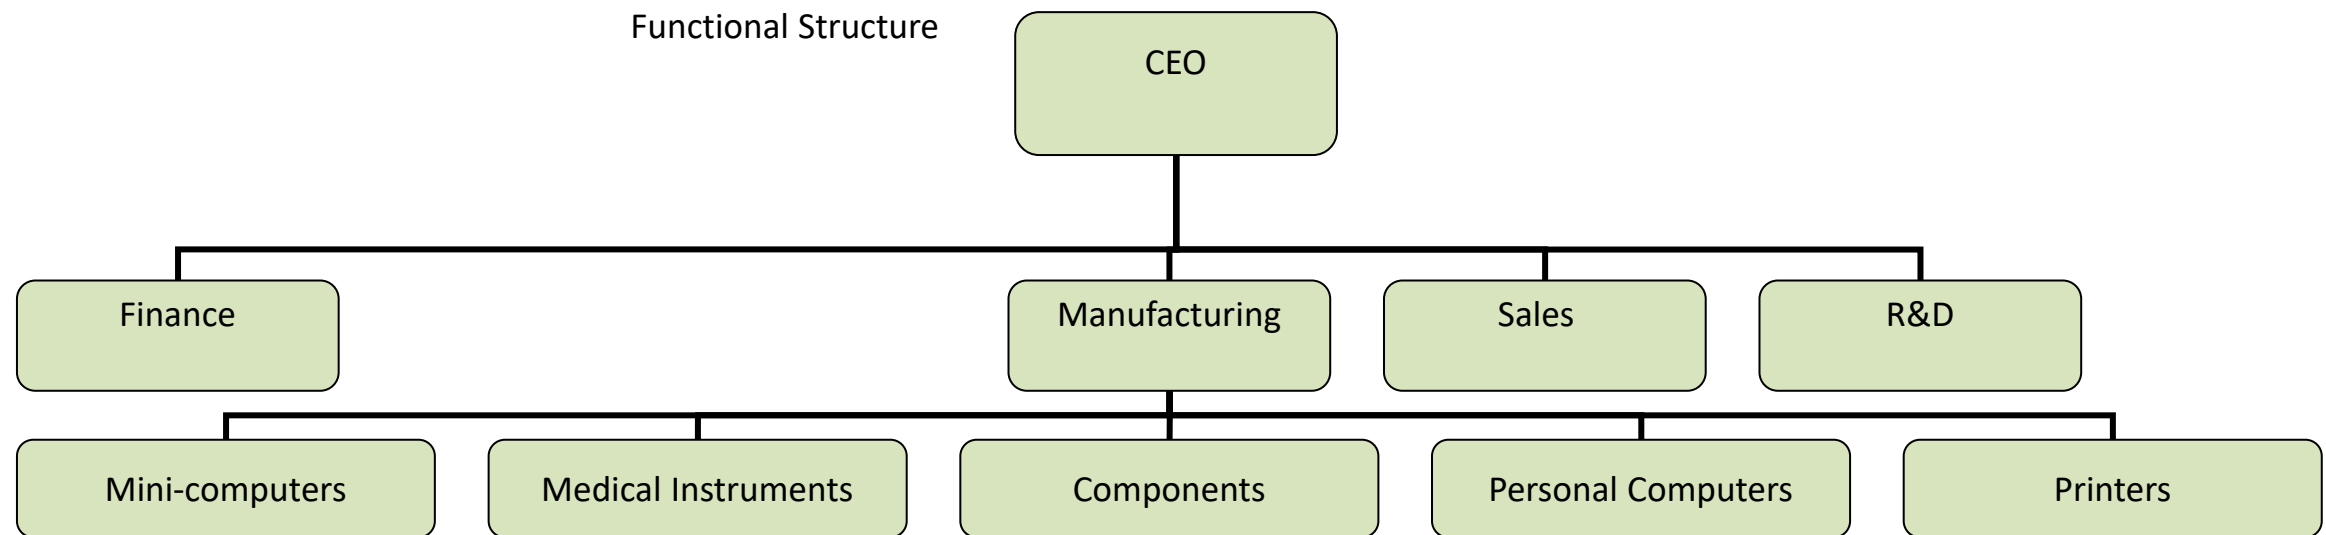 Functional Structure
CEO
Finance
Manufacturing
Sales
R&D
Mini-computers
Medical Instruments
Components
Personal Computers
Printers